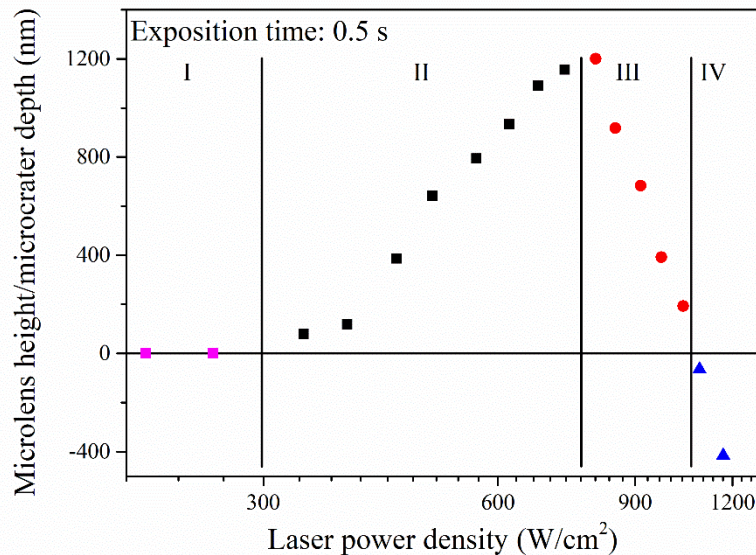 Exposition time: 0.5 s
I II III IV
Microlens height/microcrater depth (nm)
1200
800
400
0
-400
300 600 900 1200
Laser power density (W/cm²)